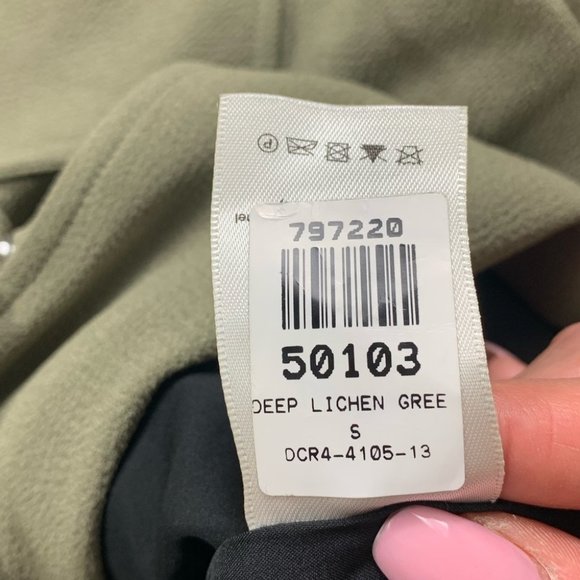 P
797220
50103
DEEP LICHEN GREE
S
DCR4-4105-13